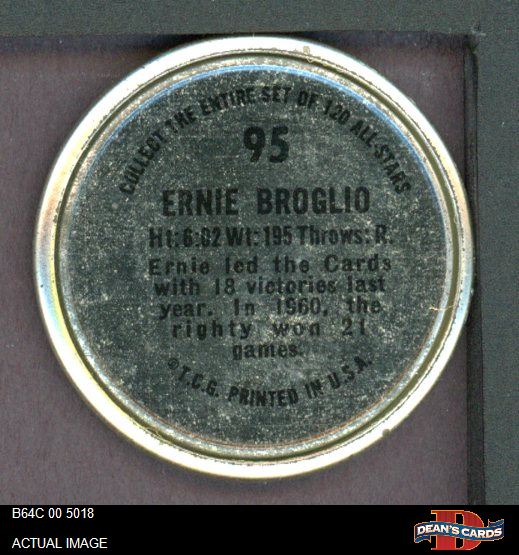 COLLECT THE ENTIRE SET OF 120 ALL-STARS
95
ERNIE BROGLIO
Ht:6:02 Wt:195 Throws:R.
Ernie led the Cards
with 18 victories last
year. In 1960, the
righty won 21
games.
©T.C.G. PRINTED IN U.S.A.
B64C 00 5018
ACTUAL IMAGE
D
DEAN'S CARDS